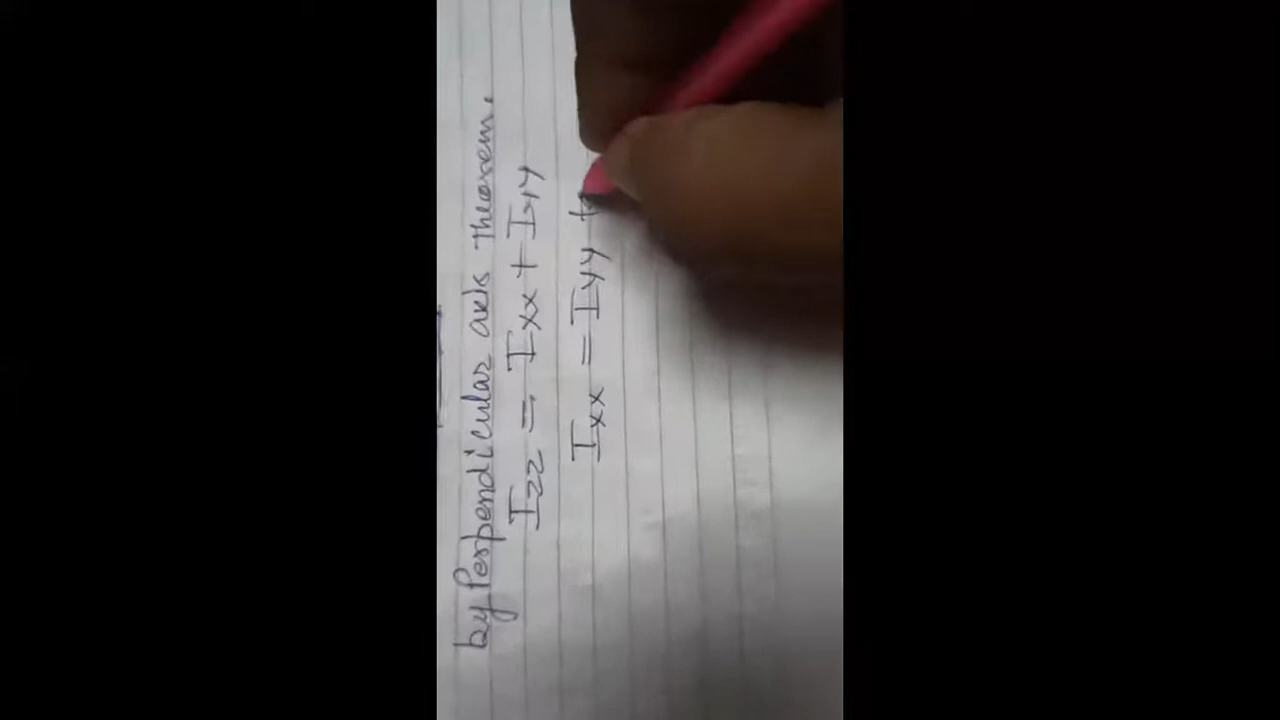 by Perpendicular axis theorem.
Izz = Ixx + Iyy
Ixx = Iyy +